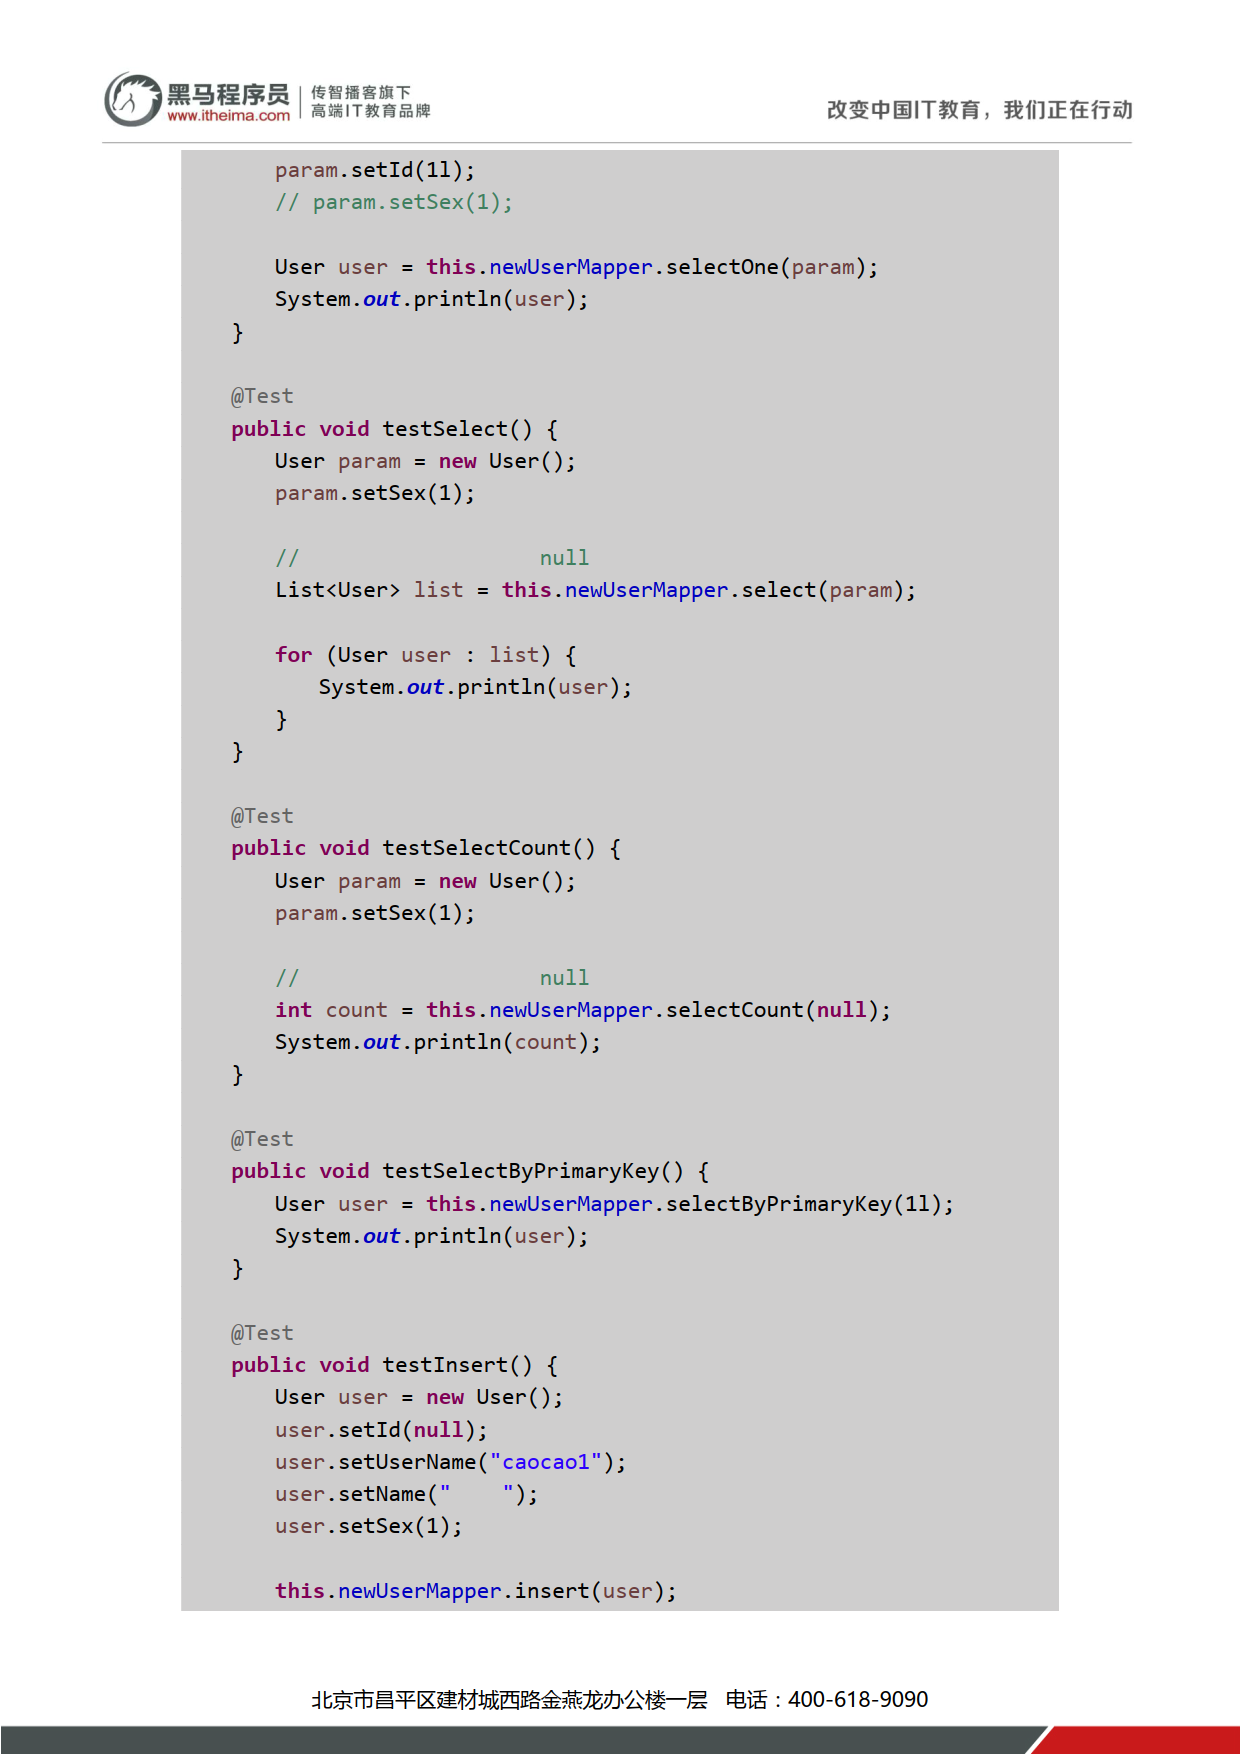 黑马程序员
www.itheima.com
传智播客旗下
高端IT教育品牌
改变中国IT教育，我们正在行动
param.setId(1l);
// param.setSex(1);
User user = this.newUserMapper.selectOne(param);
System.out.println(user);
}
@Test
public void testSelect() {
User param = new User();
param.setSex(1);
// null
List<User> list = this.newUserMapper.select(param);
for (User user : list) {
System.out.println(user);
}
}
@Test
public void testSelectCount() {
User param = new User();
param.setSex(1);
// null
int count = this.newUserMapper.selectCount(null);
System.out.println(count);
}
@Test
public void testSelectByPrimaryKey() {
User user = this.newUserMapper.selectByPrimaryKey(1l);
System.out.println(user);
}
@Test
public void testInsert() {
User user = new User();
user.setId(null);
user.setUserName("caocao1");
user.setName("    ");
user.setSex(1);
this.newUserMapper.insert(user);
北京市昌平区建材城西路金燕龙办公楼一层 电话：400-618-9090